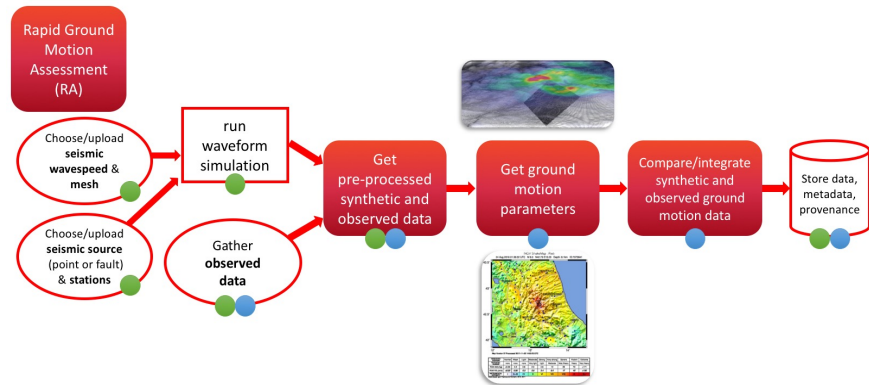 Rapid Ground
Motion
Assessment
(RA)
Choose/upload
seismic
wavespeed &
mesh
Choose/upload
seismic source
(point or fault)
& stations
run
waveform
simulation
Gather
observed
data
Get
pre-processed
synthetic and
observed data
Get ground
motion
parameters
Compare/integrate
synthetic and
observed ground
motion data
Store data,
metadata,
provenance